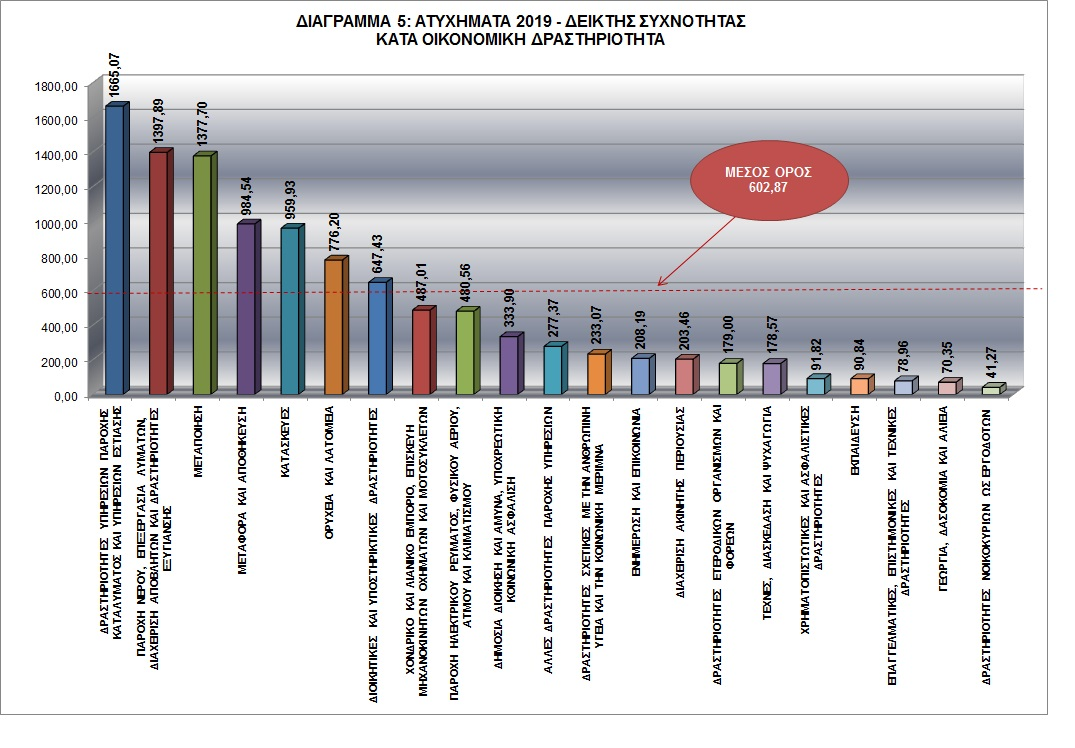 ΔΙΑΓΡΑΜΜΑ 5: ΑΤΥΧΗΜΑΤΑ 2019 - ΔΕΙΚΤΗΣ ΣΥΧΝΟΤΗΤΑΣ
ΚΑΤΑ ΟΙΚΟΝΟΜΙΚΗ ΔΡΑΣΤΗΡΙΟΤΗΤΑ
1800,00
1600,00
1400,00
1200,00
1000,00
800,00
600,00
400,00
200,00
0,00
1665,07
1397,89
1377,70
984,54
959,93
776,20
647,43
487,01
480,56
333,90
277,37
233,07
208,19
203,46
179,00
178,57
91,82
90,84
78,96
70,35
41,27
ΜΕΣΟΣ ΟΡΟΣ
602,87
ΔΡΑΣΤΗΡΙΟΤΗΤΕΣ ΥΠΗΡΕΣΙΩΝ ΠΑΡΟΧΗΣ
ΚΑΤΑΛΥΜΑΤΟΣ ΚΑΙ ΥΠΗΡΕΣΙΩΝ ΕΣΤΙΑΣΗΣ
ΠΑΡΟΧΗ ΝΕΡΟΥ, ΕΠΕΞΕΡΓΑΣΙΑ ΛΥΜΑΤΩΝ,
ΔΙΑΧΕΙΡΙΣΗ ΑΠΟΒΛΗΤΩΝ ΚΑΙ ΔΡΑΣΤΗΡΙΟΤΗΤΕΣ
ΕΞΥΓΙΑΝΣΗΣ
ΜΕΤΑΠΟΙΗΣΗ
ΜΕΤΑΦΟΡΑ ΚΑΙ ΑΠΟΘΗΚΕΥΣΗ
ΚΑΤΑΣΚΕΥΕΣ
ΟΡΥΧΕΙΑ ΚΑΙ ΛΑΤΟΜΕΙΑ
ΔΙΟΙΚΗΤΙΚΕΣ ΚΑΙ ΥΠΟΣΤΗΡΙΚΤΙΚΕΣ ΔΡΑΣΤΗΡΙΟΤΗΤΕΣ
ΧΟΝΔΡΙΚΟ ΚΑΙ ΛΙΑΝΙΚΟ ΕΜΠΟΡΙΟ, ΕΠΙΣΚΕΥΗ
ΜΗΧΑΝΟΚΙΝΗΤΩΝ ΟΧΗΜΑΤΩΝ ΚΑΙ ΜΟΤΟΣΥΚΛΕΤΩΝ
ΠΑΡΟΧΗ ΗΛΕΚΤΡΙΚΟΥ ΡΕΥΜΑΤΟΣ, ΦΥΣΙΚΟΥ ΑΕΡΙΟΥ,
ΑΤΜΟΥ ΚΑΙ ΚΛΙΜΑΤΙΣΜΟΥ
ΔΗΜΟΣΙΑ ΔΙΟΙΚΗΣΗ ΚΑΙ ΑΜΥΝΑ, ΥΠΟΧΡΕΩΤΙΚΗ
ΚΟΙΝΩΝΙΚΗ ΑΣΦΑΛΙΣΗ
ΑΛΛΕΣ ΔΡΑΣΤΗΡΙΟΤΗΤΕΣ ΠΑΡΟΧΗΣ ΥΠΗΡΕΣΙΩΝ
ΔΡΑΣΤΗΡΙΟΤΗΤΕΣ ΣΧΕΤΙΚΕΣ ΜΕ ΤΗΝ ΑΝΘΡΩΠΙΝΗ
ΥΓΕΙΑ ΚΑΙ ΤΗΝ ΚΟΙΝΩΝΙΚΗ ΜΕΡΙΜΝΑ
ΕΝΗΜΕΡΩΣΗ ΚΑΙ ΕΠΙΚΟΙΝΩΝΙΑ
ΔΙΑΧΕΙΡΙΣΗ ΑΚΙΝΗΤΗΣ ΠΕΡΙΟΥΣΙΑΣ
ΔΡΑΣΤΗΡΙΟΤΗΤΕΣ ΕΤΕΡΟΔΙΚΩΝ ΟΡΓΑΝΙΣΜΩΝ ΚΑΙ
ΦΟΡΕΩΝ
ΤΕΧΝΕΣ, ΔΙΑΣΚΕΔΑΣΗ ΚΑΙ ΨΥΧΑΓΩΓΙΑ
ΧΡΗΜΑΤΟΠΙΣΤΩΤΙΚΕΣ ΚΑΙ ΑΣΦΑΛΙΣΤΙΚΕΣ
ΔΡΑΣΤΗΡΙΟΤΗΤΕΣ
ΕΚΠΑΙΔΕΥΣΗ
ΕΠΑΓΓΕΛΜΑΤΙΚΕΣ, ΕΠΙΣΤΗΜΟΝΙΚΕΣ ΚΑΙ ΤΕΧΝΙΚΕΣ
ΔΡΑΣΤΗΡΙΟΤΗΤΕΣ
ΓΕΩΡΓΙΑ, ΔΑΣΟΚΟΜΙΑ ΚΑΙ ΑΛΙΕΙΑ
ΔΡΑΣΤΗΡΙΟΤΗΤΕΣ ΝΟΙΚΟΚΥΡΙΩΝ ΩΣ ΕΡΓΟΔΟΤΩΝ